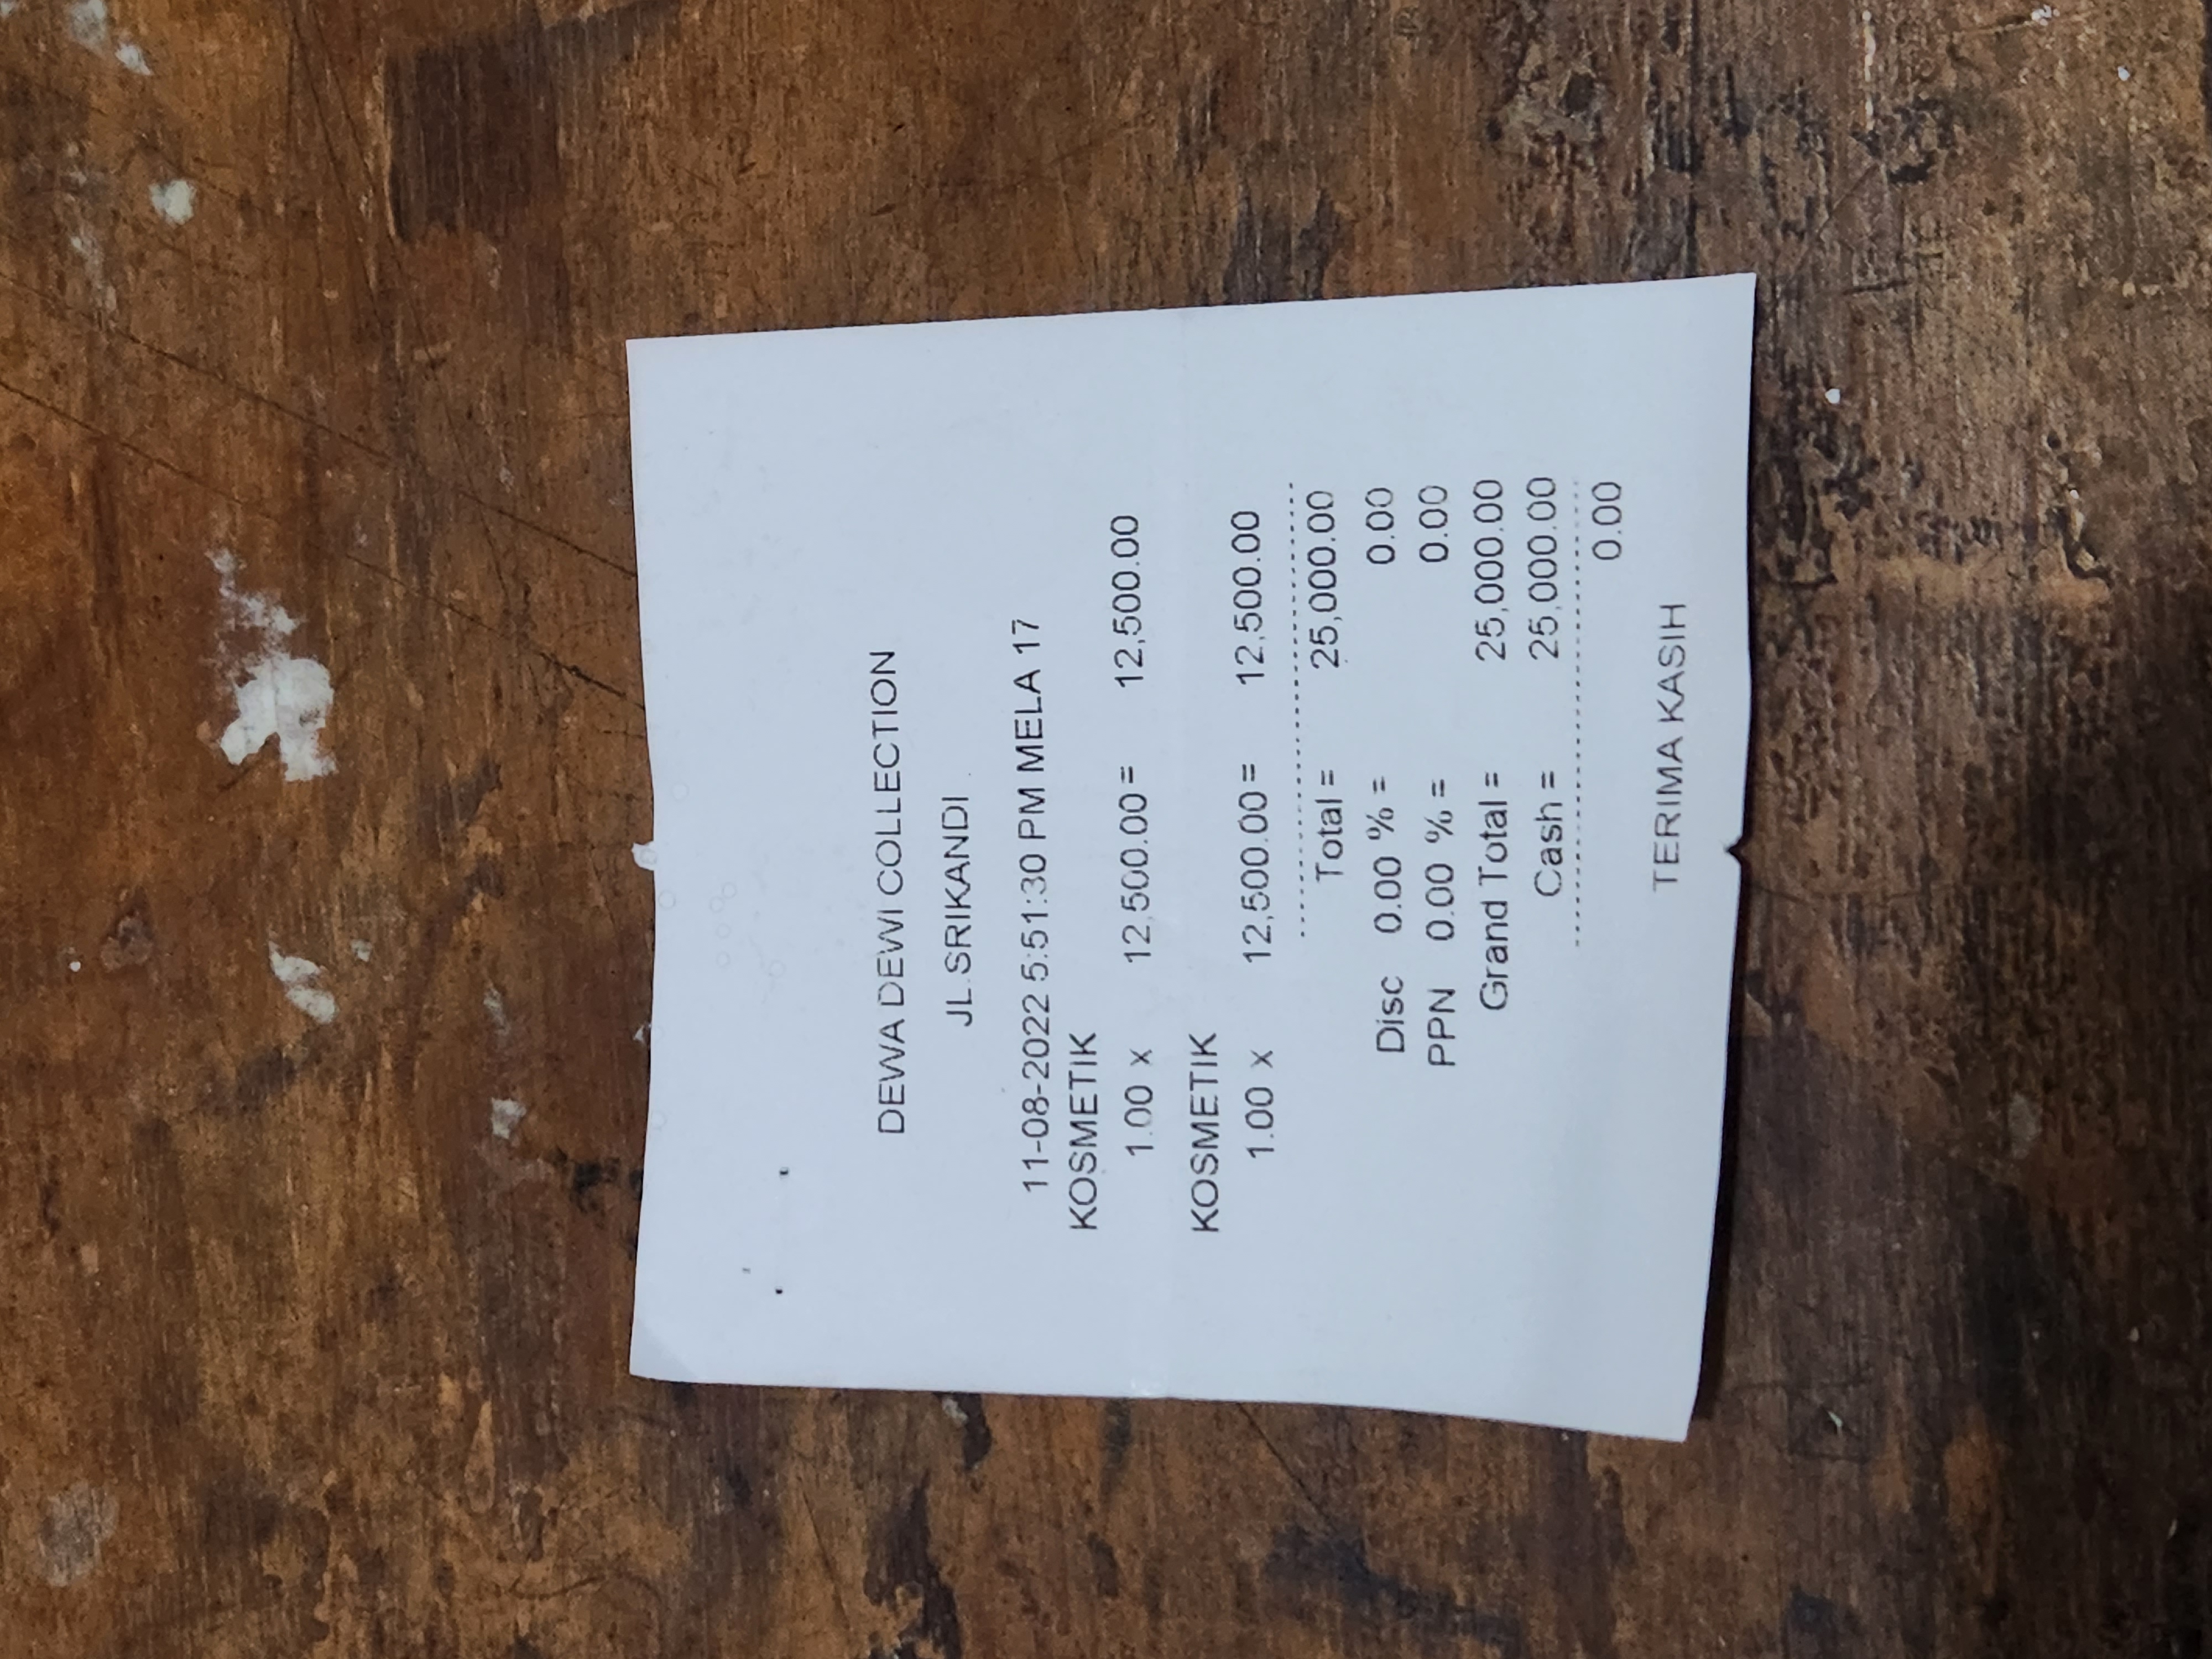 DEWA DEWI COLLECTION
JL.SRIKANDI
11-08-2022 5:51:30 PM MELA 17
KOSMETIK
1.00 x 12,500.00 = 12,500.00
KOSMETIK
1.00 x 12,500.00 = 12,500.00
Total = 25,000.00
Disc 0.00 % = 0.00
PPN 0.00 % = 0.00
Grand Total = 25,000.00
Cash = 25,000.00
0.00
TERIMA KASIH